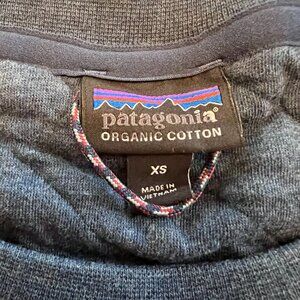 patagonia®
ORGANIC COTTON
XS
MADE IN
VIETNAM